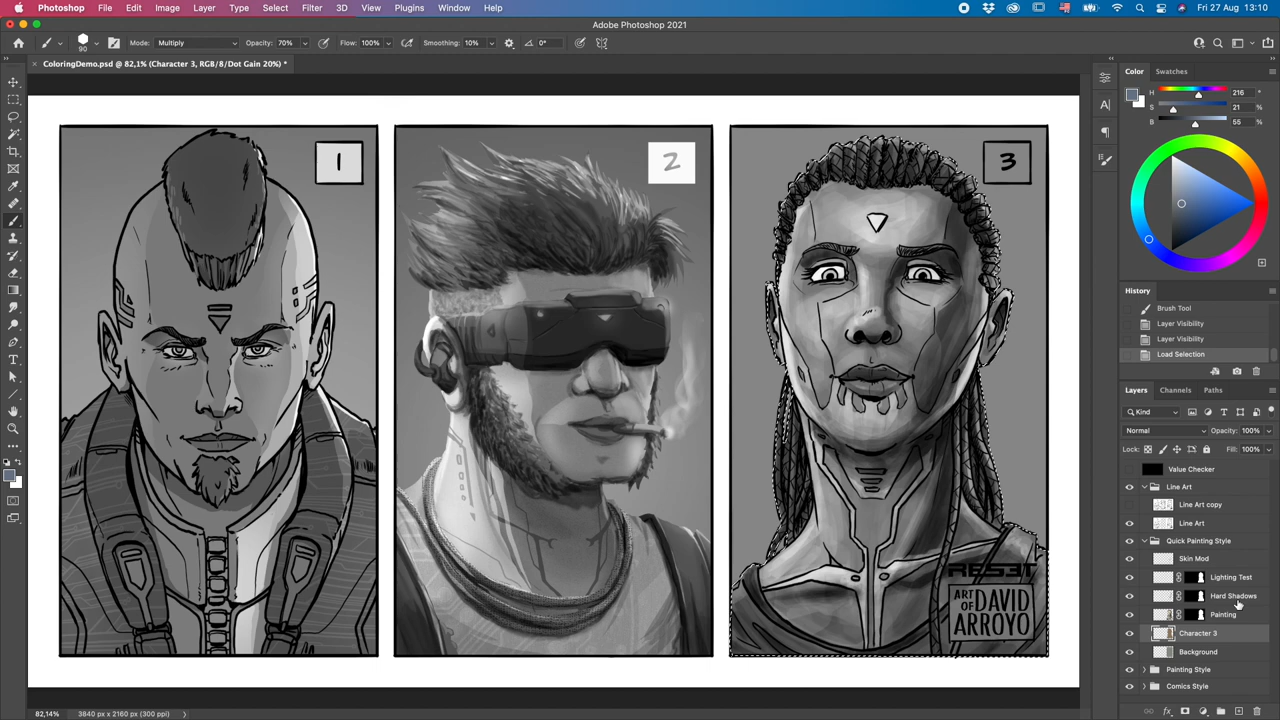 Photoshop File Edit Image Layer Type Select Filter 3D View Plugins Window Help Fri 27 Aug 13:10
Adobe Photoshop 2021
90 Mode: Multiply Opacity: 70% Flow: 100% Smoothing: 10% 0°
ColoringDemo.psd @ 82,1% (Character 3, RGB/8/Dot Gain 20%) *
Color Swatches
H 216 °
S 21 %
B 55 %
1
2
3
History
Brush Tool
Layer Visibility
Layer Visibility
Load Selection
Layers Channels Paths
Kind
Normal Opacity: 100%
Lock: Fill: 100%
Value Checker
Line Art
Line Art copy
Line Art
Quick Painting Style
Skin Mod
Lighting Test
Hard Shadows
Painting
Character 3
Background
Painting Style
Comics Style
RES3T
ART OF DAVID
ARROYO
82,14% 3840 px x 2160 px (300 ppi)